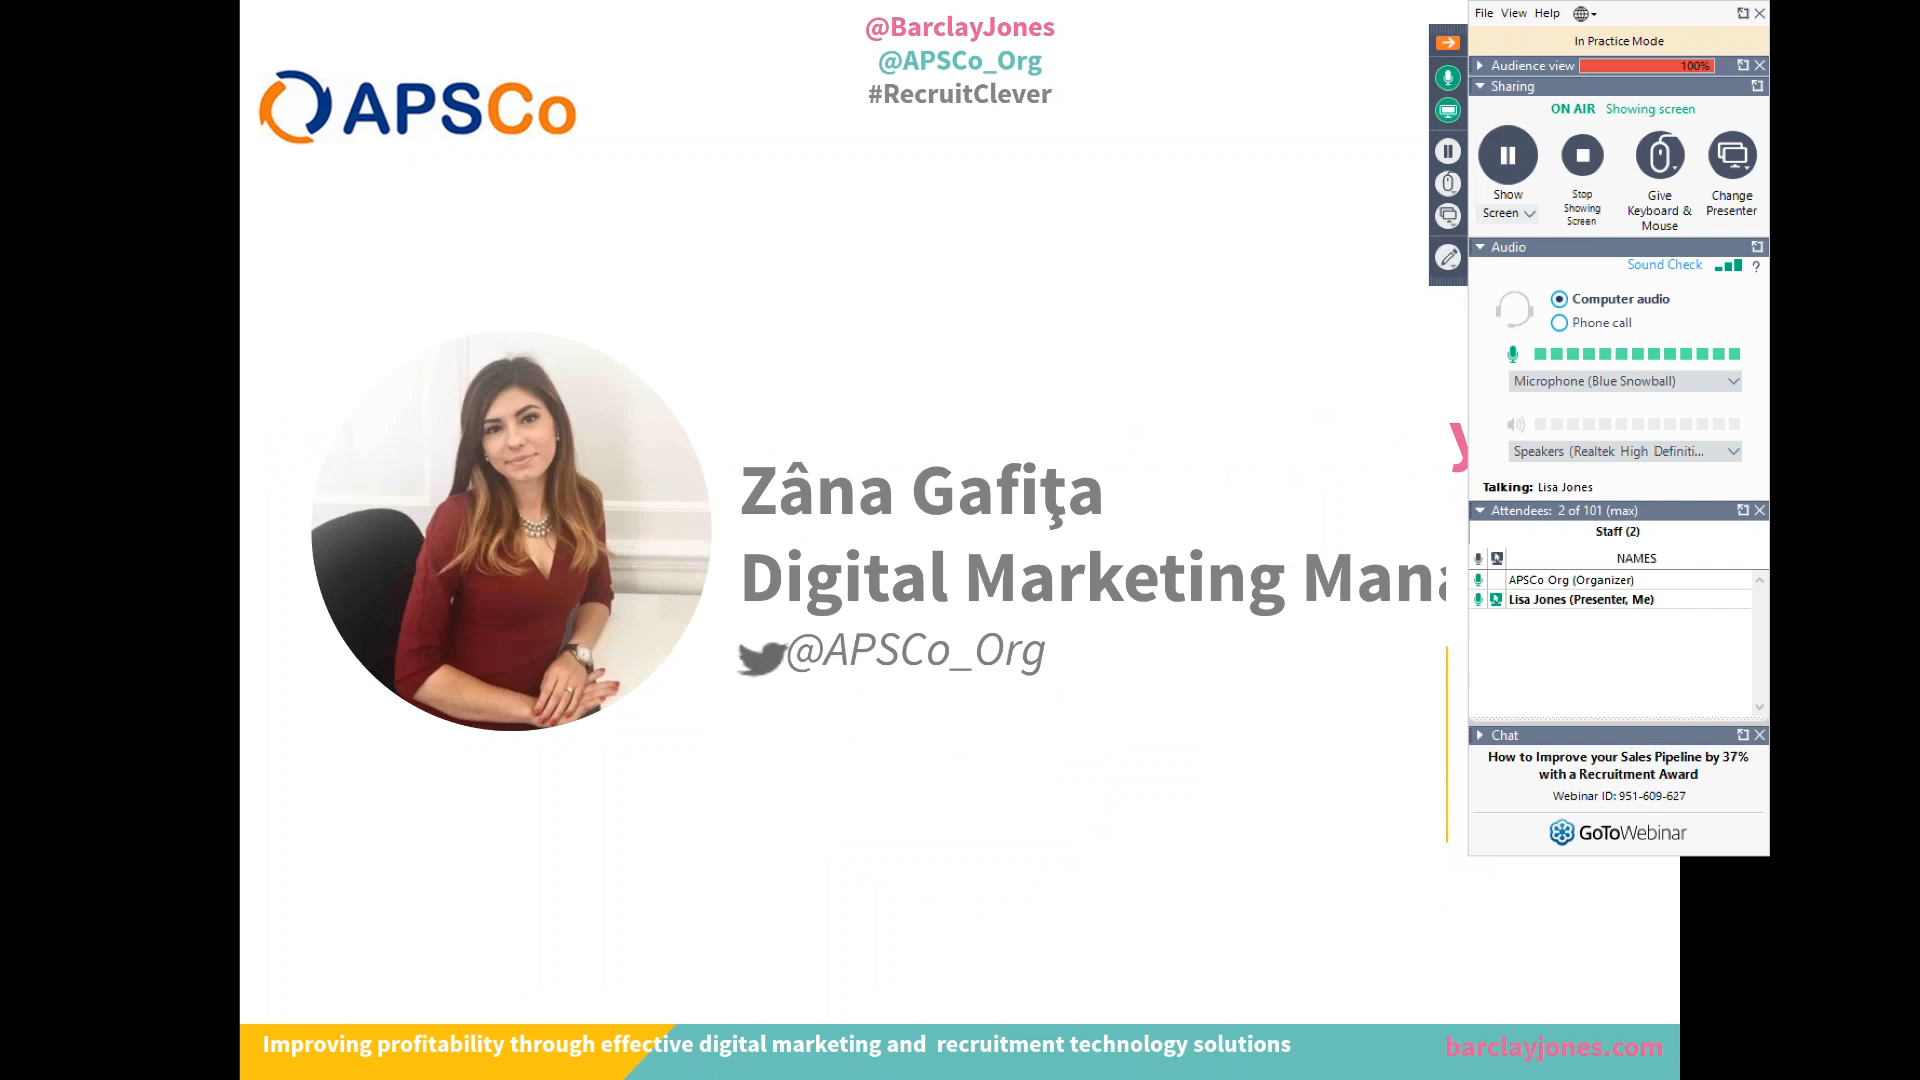 @BarclayJones
@APSCo_Org
#RecruitClever
APSCo
Zâna Gafiţa
Digital Marketing Mana
@APSCo_Org
y
Improving profitability through effective digital marketing and  recruitment technology solutions
barclayjones.com
File View Help
In Practice Mode
Audience view 100%
Sharing
ON AIR Showing screen
Show
Screen
Stop
Showing
Screen
Give
Keyboard &
Mouse
Change
Presenter
Audio
Sound Check ?
Computer audio
Phone call
Microphone (Blue Snowball)
Speakers (Realtek High Definiti...
Talking: Lisa Jones
Attendees: 2 of 101 (max)
Staff (2)
NAMES
APSCo Org (Organizer)
Lisa Jones (Presenter, Me)
Chat
How to Improve your Sales Pipeline by 37%
with a Recruitment Award
Webinar ID: 951-609-627
GoToWebinar